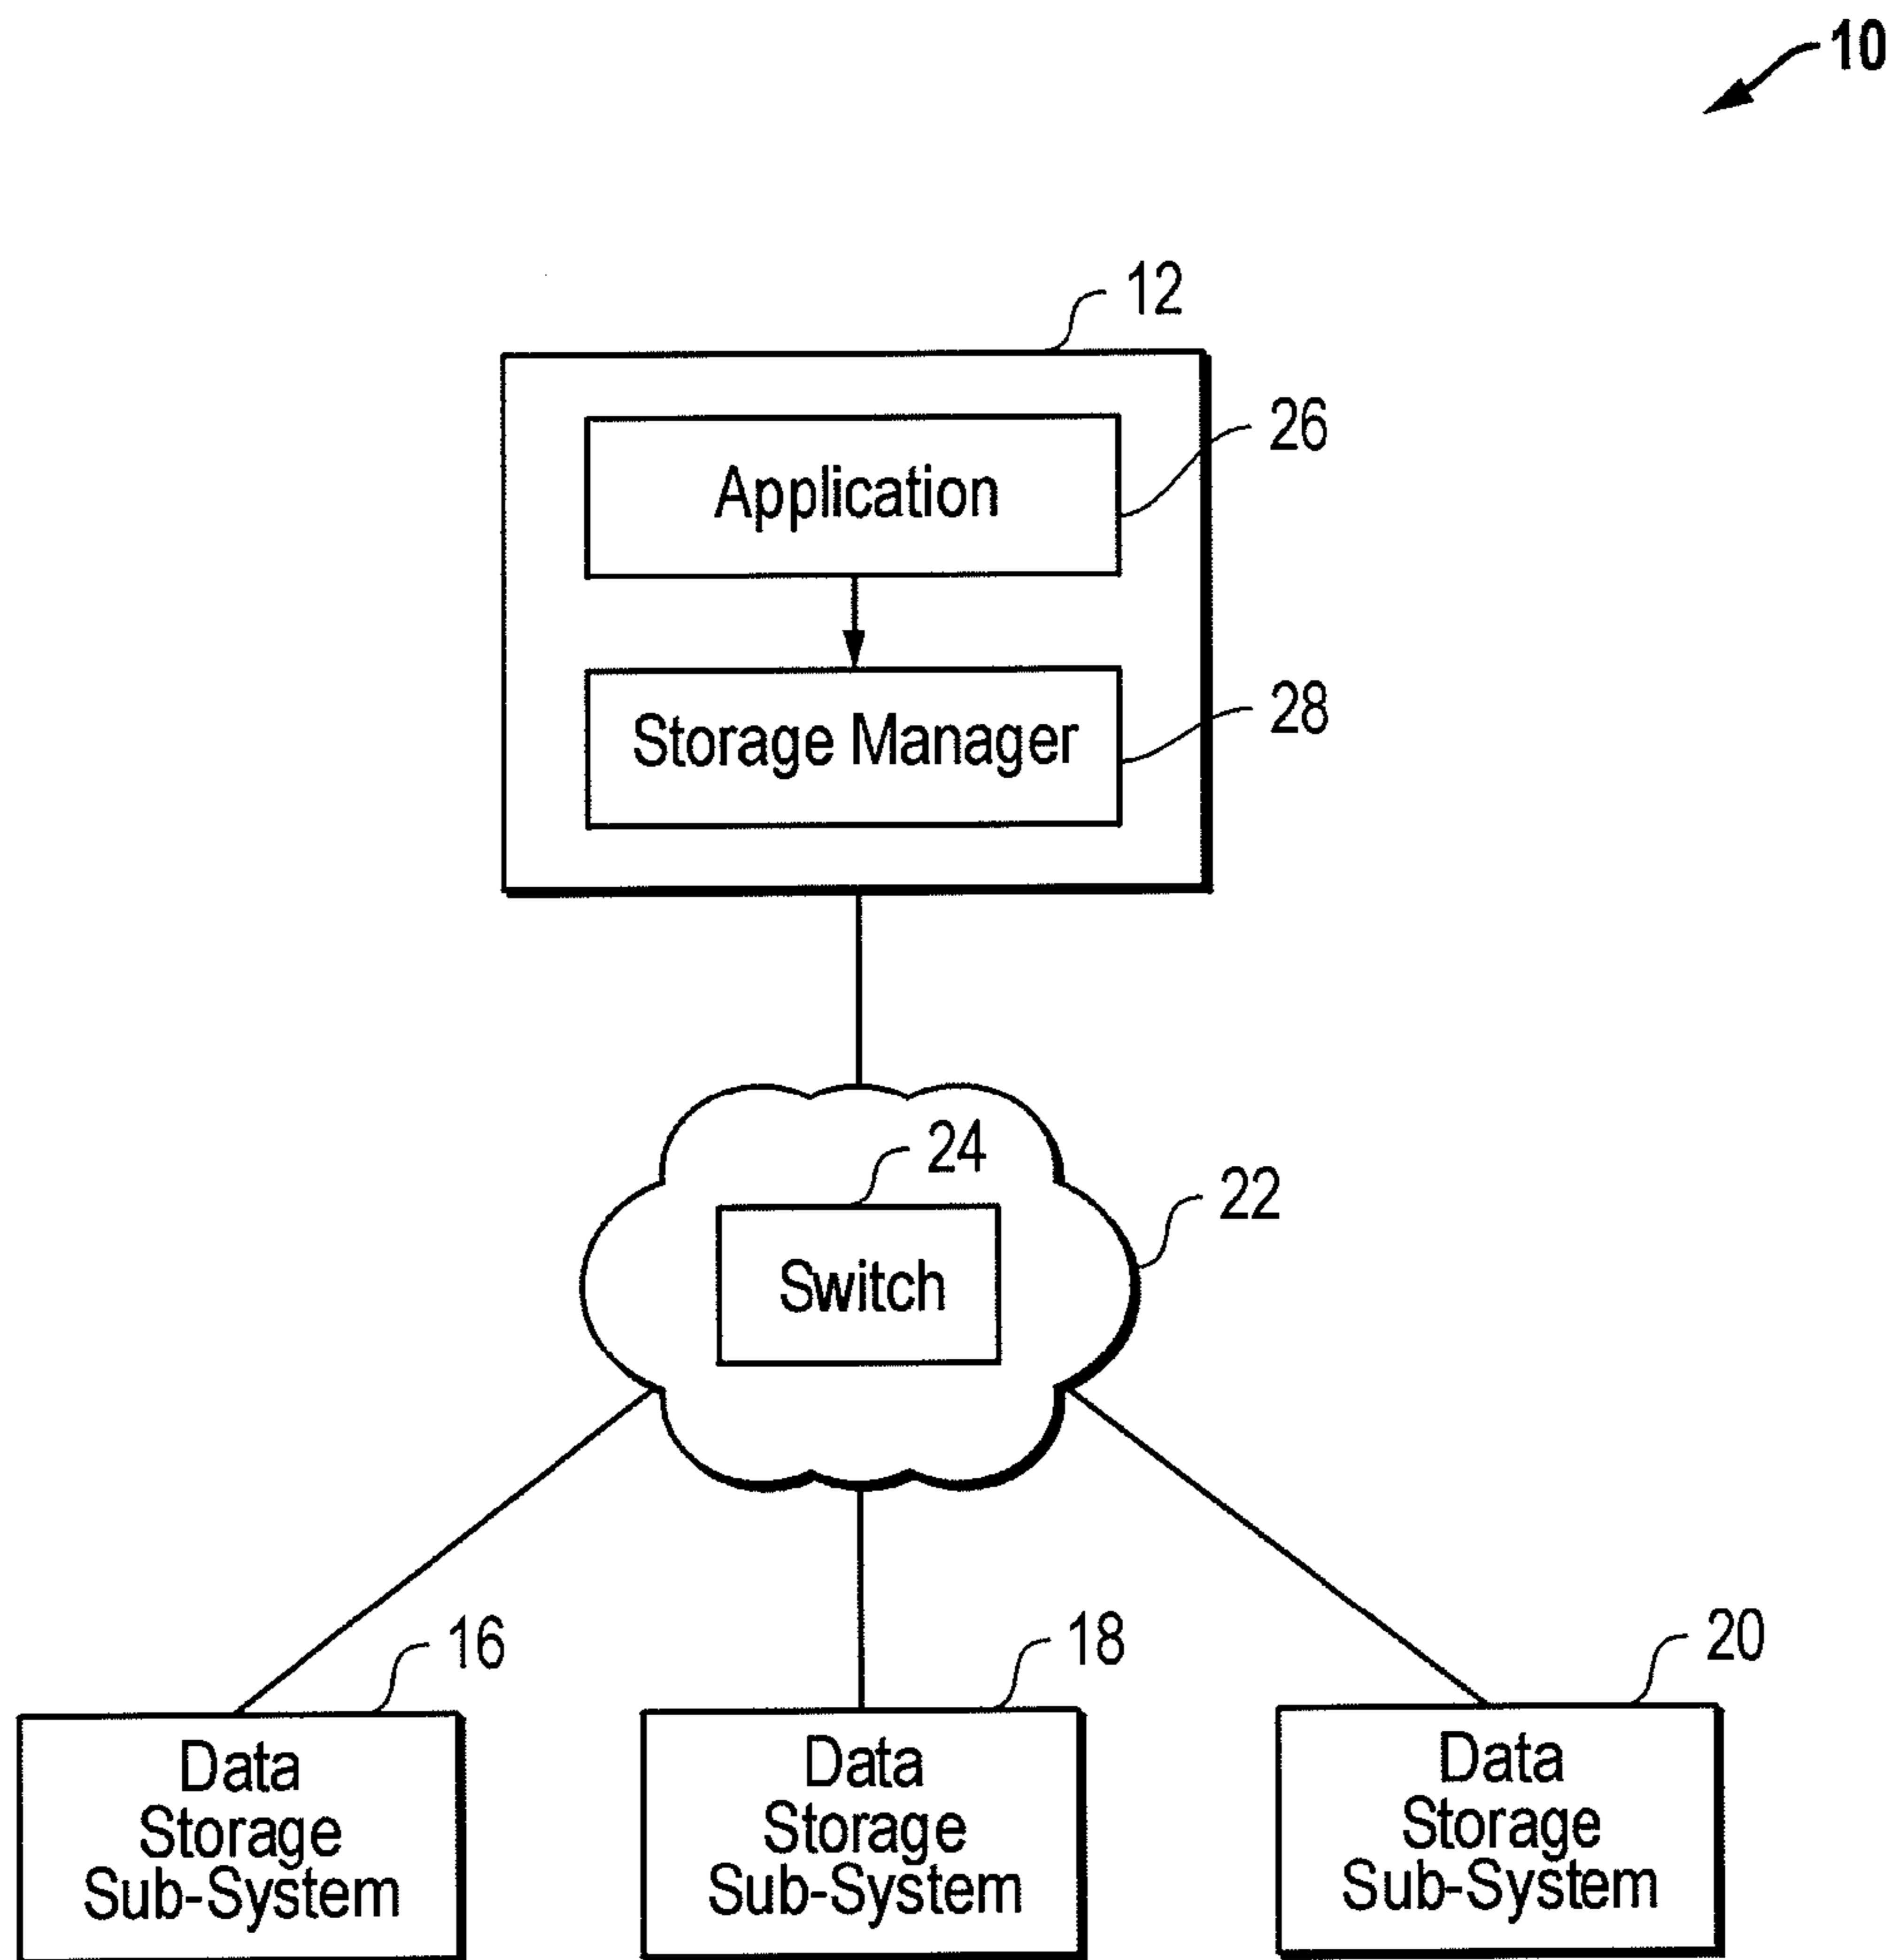 10
12
Application
26
Storage Manager
28
24
22
Switch
16
18
20
Data
Storage
Sub-System
Data
Storage
Sub-System
Data
Storage
Sub-System